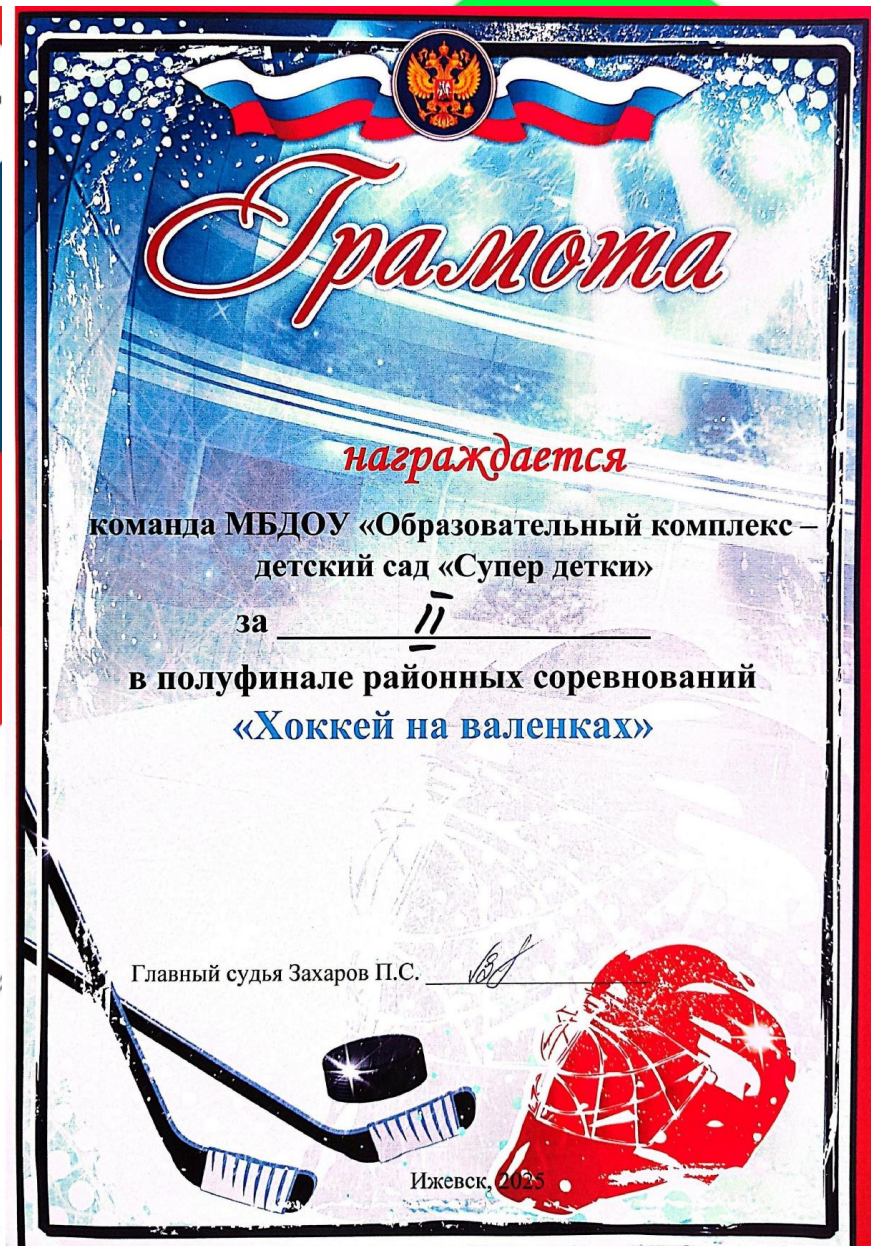 Грамота
награждается
команда МБДОУ «Образовательный комплекс –
детский сад «Супер детки»
за II
в полуфинале районных соревнований
«Хоккей на валенках»
Главный судья Захаров П.С.
Ижевск, 2025